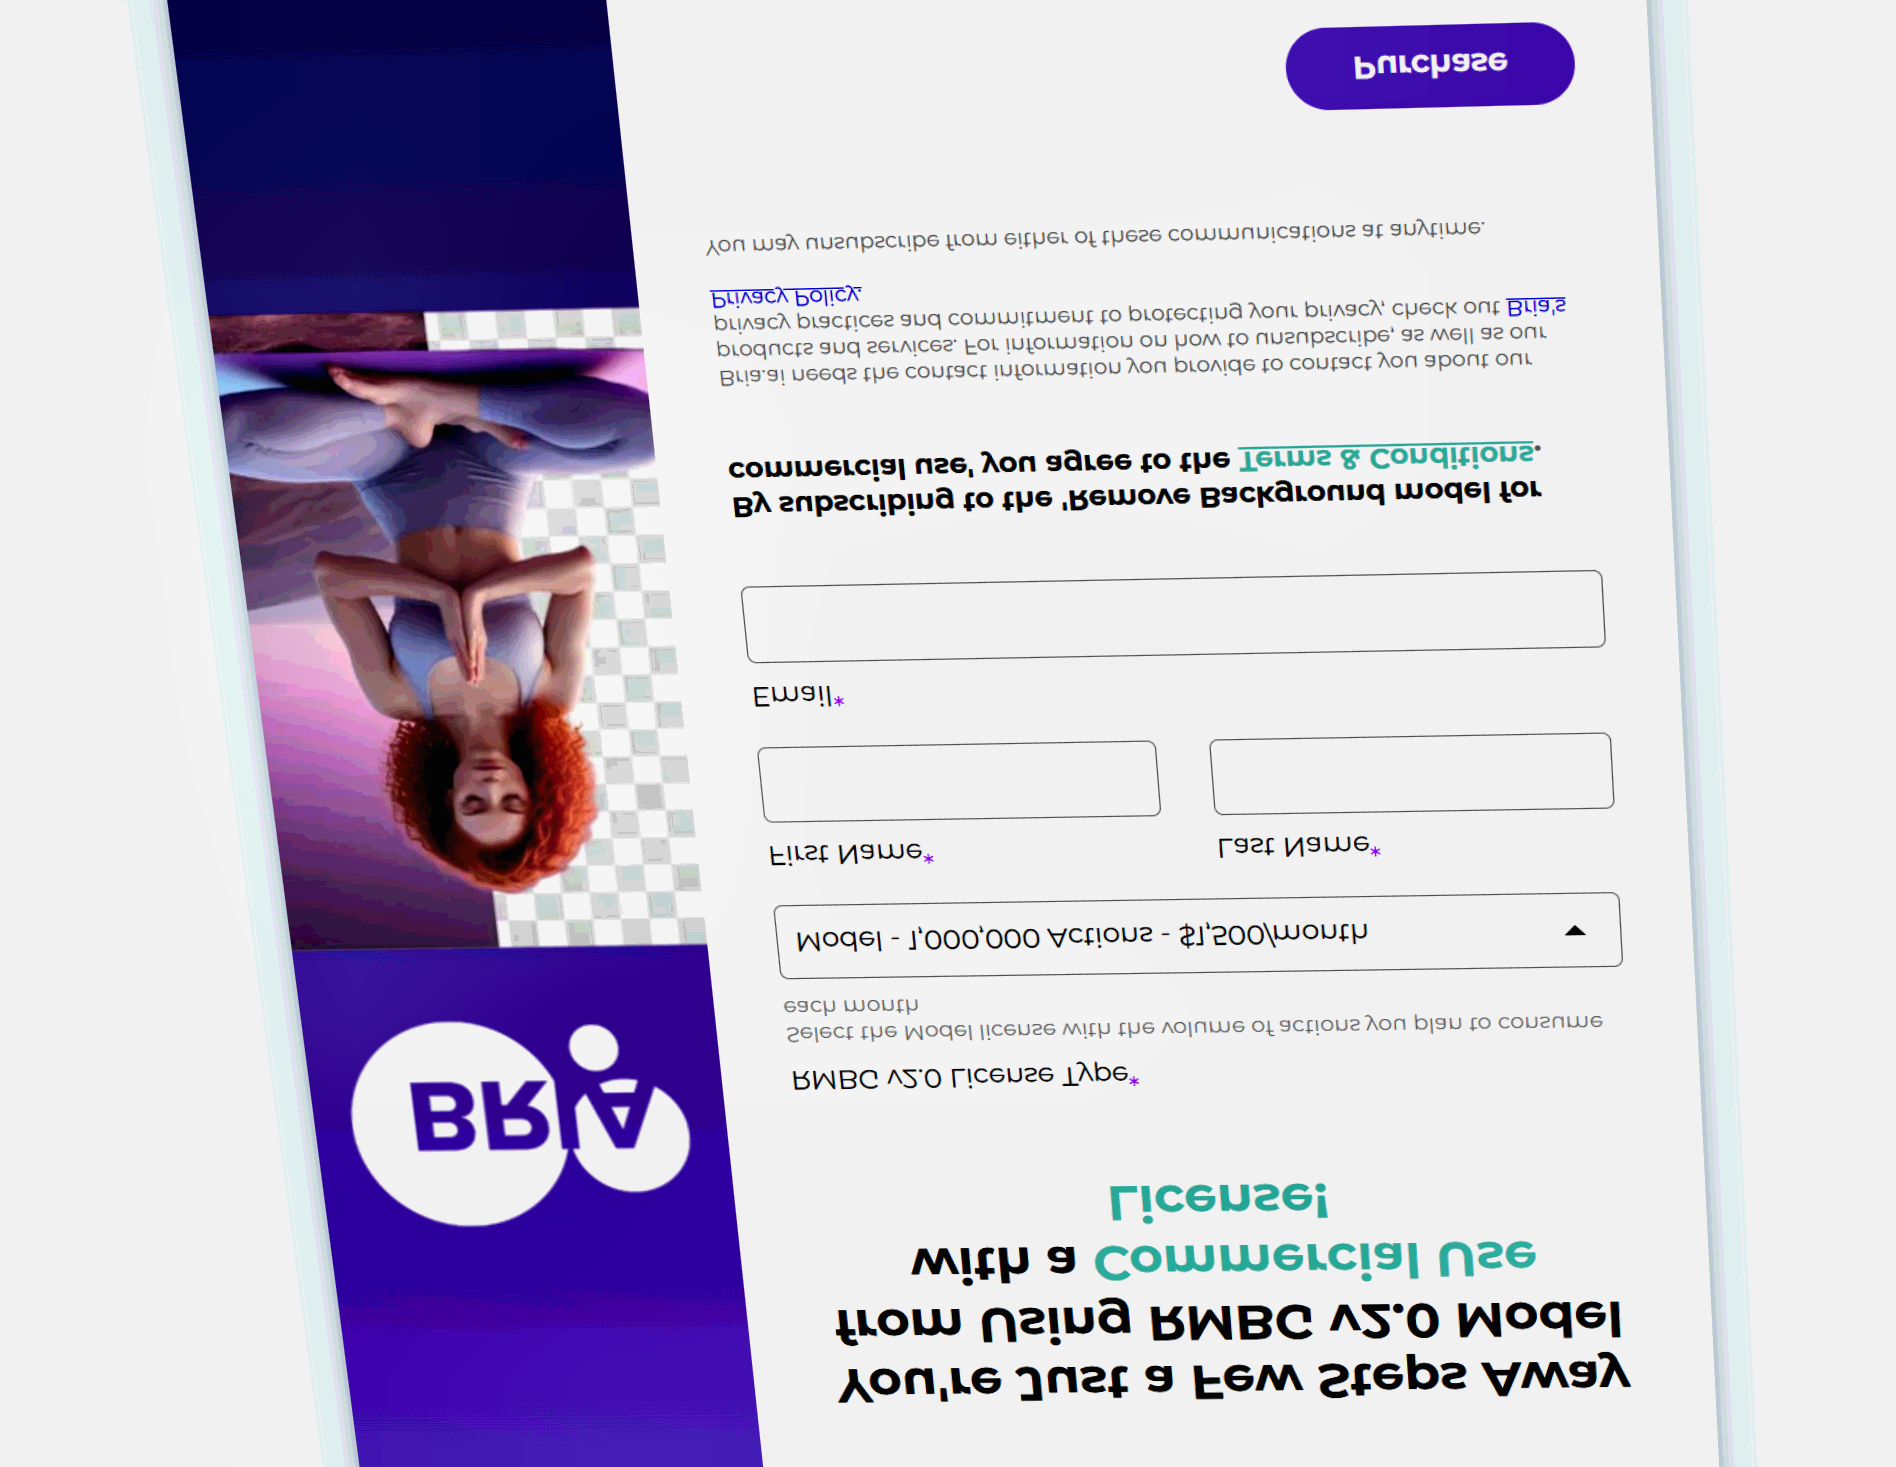 BRIA
You're Just a Few Steps Away
from Using RMBG v2.0 Model
with a Commercial Use
License!
RMBG v2.0 License Type*
Select the Model license with the volume of actions you plan to consume
each month
Model - 1,000,000 Actions - $1,500/month
First Name*
Last Name*
Email*
By subscribing to the 'Remove Background model for
commercial use' you agree to the Terms & Conditions.
Bria.ai needs the contact information you provide to contact you about our
products and services. For information on how to unsubscribe, as well as our
privacy practices and commitment to protecting your privacy, check out Bria's
Privacy Policy.
You may unsubscribe from either of these communications at anytime.
Purchase